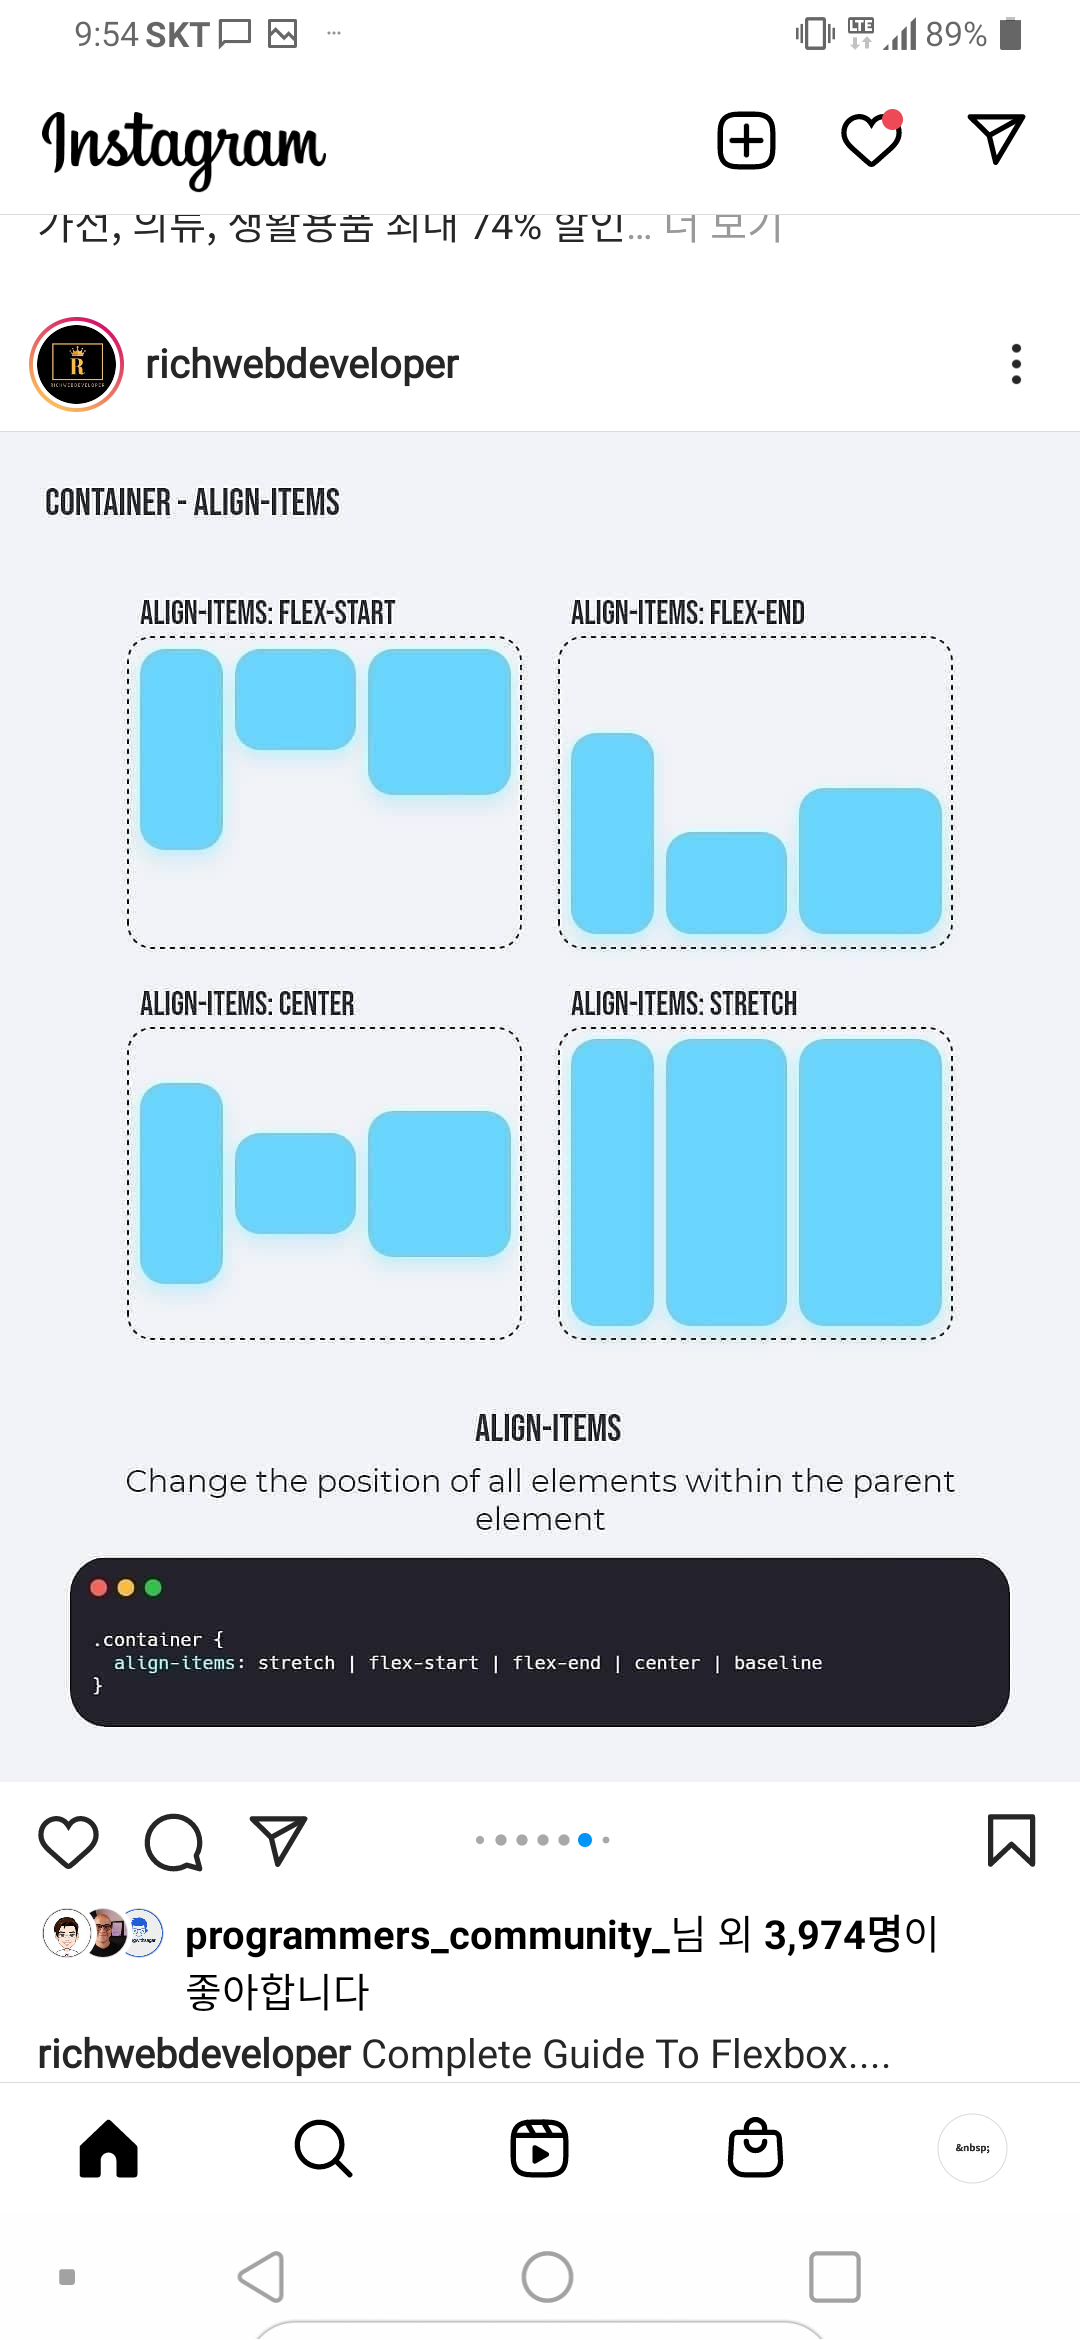 9:54 SKT ··· LTE 89%
Instagram
가전, 의류, 생활용품 최대 74% 할인... 더 보기
R
RICHWEBDEVELOPER
richwebdeveloper
CONTAINER - ALIGN-ITEMS
ALIGN-ITEMS: FLEX-START
ALIGN-ITEMS: FLEX-END
ALIGN-ITEMS: CENTER
ALIGN-ITEMS: STRETCH
ALIGN-ITEMS
Change the position of all elements within the parent
element
.container {
align-items: stretch | flex-start | flex-end | center | baseline
}
programmers_community_님 외 3,974명이
좋아합니다
richwebdeveloper Complete Guide To Flexbox....
&nbsp;